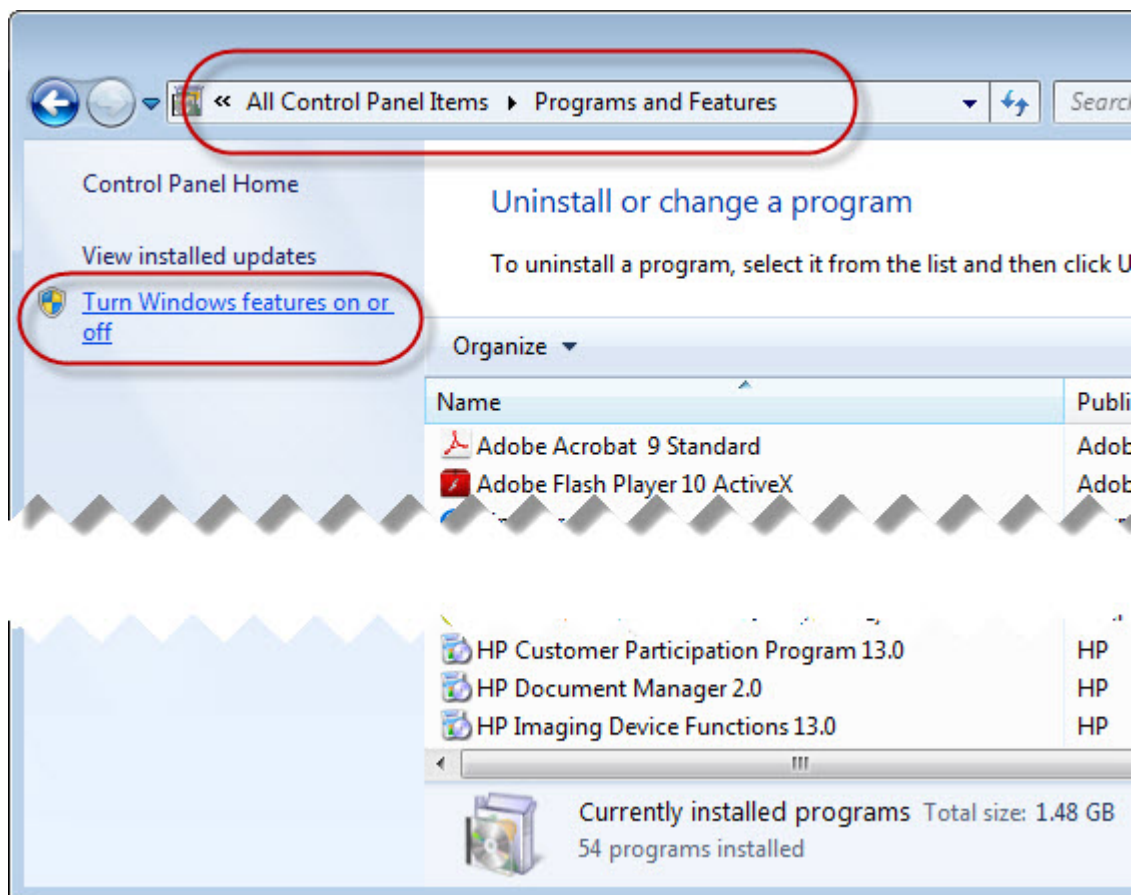 « All Control Panel Items ▸ Programs and Features
Search
Control Panel Home
View installed updates
Turn Windows features on or
off
Uninstall or change a program
To uninstall a program, select it from the list and then click U
Organize
Name Publi
Adobe Acrobat 9 Standard Adob
Adobe Flash Player 10 ActiveX Adob
HP Customer Participation Program 13.0 HP
HP Document Manager 2.0 HP
HP Imaging Device Functions 13.0 HP
Currently installed programs Total size: 1.48 GB
54 programs installed